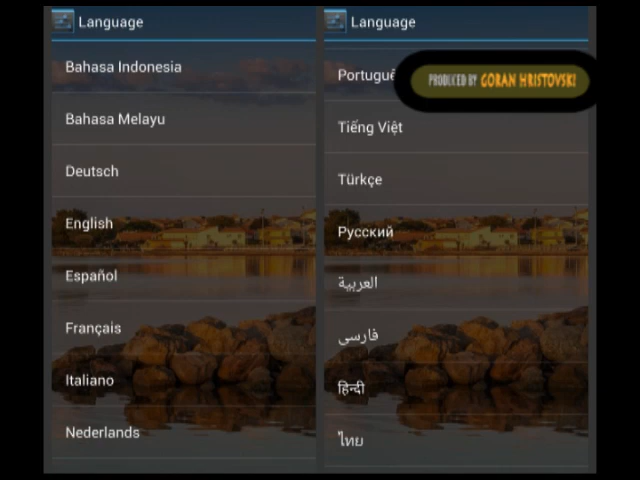 Language
Bahasa Indonesia
Bahasa Melayu
Deutsch
English
Español
Français
Italiano
Nederlands
Language
PRODUCED BY GORAN HRISTOVSKI
Tiếng Việt
Türkçe
Русский
العربية
فارسی
हिन्दी
ไทย